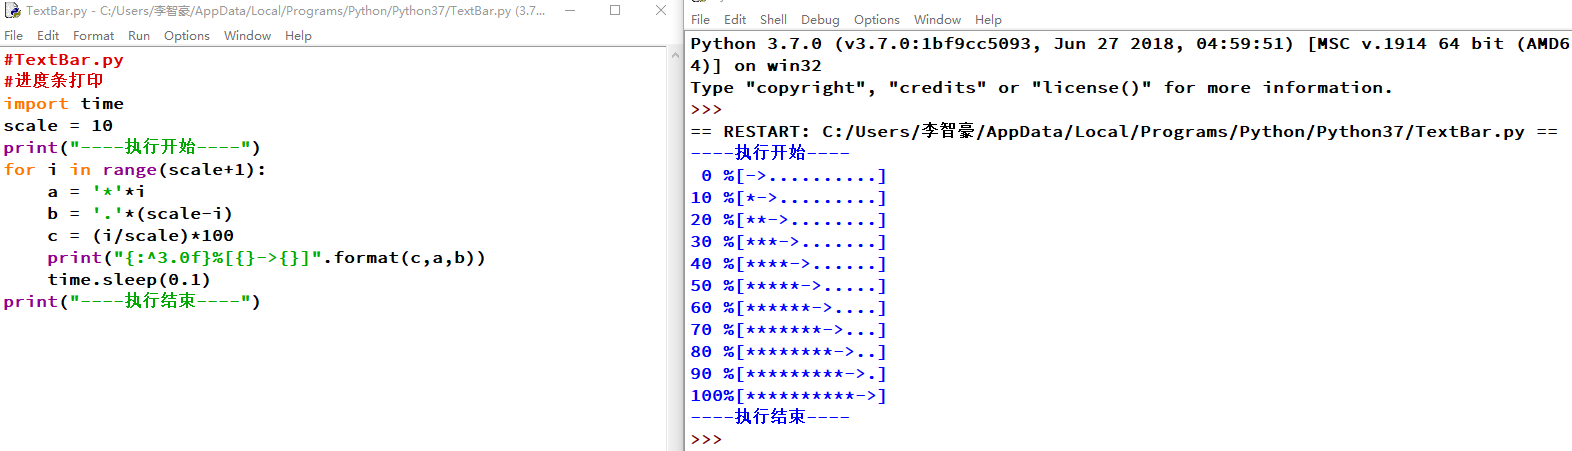 TextBar.py - C:/Users/李智豪/AppData/Local/Programs/Python/Python37/TextBar.py (3.7...
File Edit Format Run Options Window Help
#TextBar.py
#进度条打印
import time
scale = 10
print("----执行开始----")
for i in range(scale+1):
    a = '*'*i
    b = '.'*(scale-i)
    c = (i/scale)*100
    print("{:^3.0f}%[{}->{}]".format(c,a,b))
    time.sleep(0.1)
print("----执行结束----")
File Edit Shell Debug Options Window Help
Python 3.7.0 (v3.7.0:1bf9cc5093, Jun 27 2018, 04:59:51) [MSC v.1914 64 bit (AMD6
4)] on win32
Type "copyright", "credits" or "license()" for more information.
>>>
== RESTART: C:/Users/李智豪/AppData/Local/Programs/Python/Python37/TextBar.py ==
----执行开始----
 0 %[->..........]
10 %[*->.........]
20 %[**->........]
30 %[***->.......]
40 %[****->......]
50 %[*****->.....]
60 %[******->....]
70 %[*******->...]
80 %[********->..]
90 %[*********->.]
100%[**********->]
----执行结束----
>>>